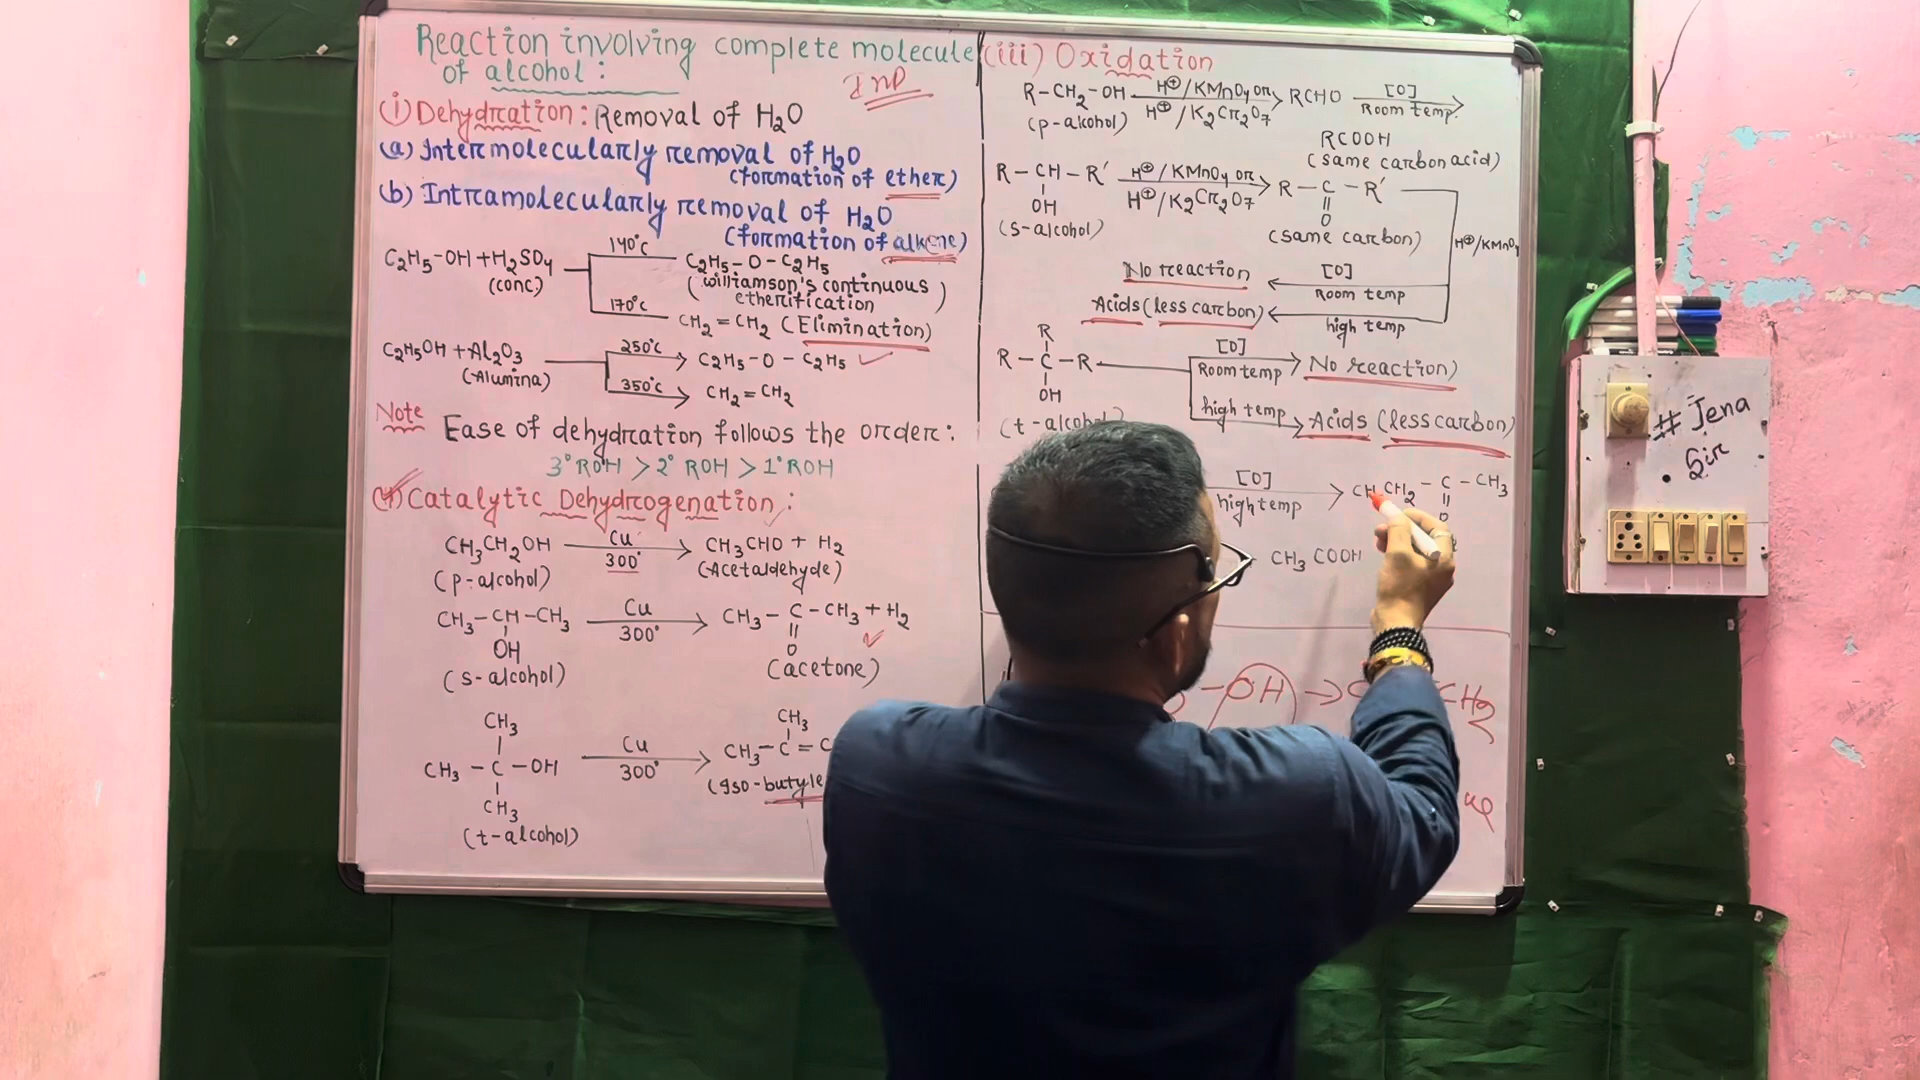 Reaction involving complete molecule
of alcohol:
Imp
(i) Dehydration: Removal of H₂O
(a) Intermolecularly removal of H₂O
(formation of ether)
(b) Intramolecularly removal of H₂O
(formation of alkene)
C₂H₅-OH + H₂SO₄
(conc.)
140°C
C₂H₅-O-C₂H₅
(williamson's continuous
etherification)
170°C
CH₂=CH₂ (Elimination)
C₂H₅OH + Al₂O₃
(Alumina)
250°C
C₂H₅-O-C₂H₅ ✓
350°C
CH₂=CH₂
Note
Ease of dehydration follows the order:
3° ROH > 2° ROH > 1° ROH
Catalytic Dehydrogenation:
CH₃CH₂OH Cu 300° → CH₃CHO + H₂
(p-alcohol) (Acetaldehyde)
CH₃-CH-CH₃ Cu 300° → CH₃-C-CH₃ + H₂
OH O
(s-alcohol) (acetone)
CH₃ CH₃
CH₃-C-OH Cu 300° → CH₃-C=C
CH₃ (Iso-butyle
(t-alcohol)
(iii) Oxidation
R-CH₂-OH H⊕/KMnO₄ or H⊕/K₂Cr₂O₇ → RCHO [O] Room temp. →
(p-alcohol)
RCOOH
(same carbon acid)
R-CH-R' H⊕/KMnO₄ or H⊕/K₂Cr₂O₇ → R-C-R'
OH O
(s-alcohol) (same carbon)
H⊕/KMnO₄
No reaction ← [O] Room temp
Acids (less carbon) ← high temp
R
R-C-R
OH
(t-alcohol)
[O] Room temp → No reaction)
high temp → Acids (less carbon)
[O] high temp → CH₃CH₂-C-CH₃
O
CH₃COOH
-OH → CH₂
# Jena
Sir